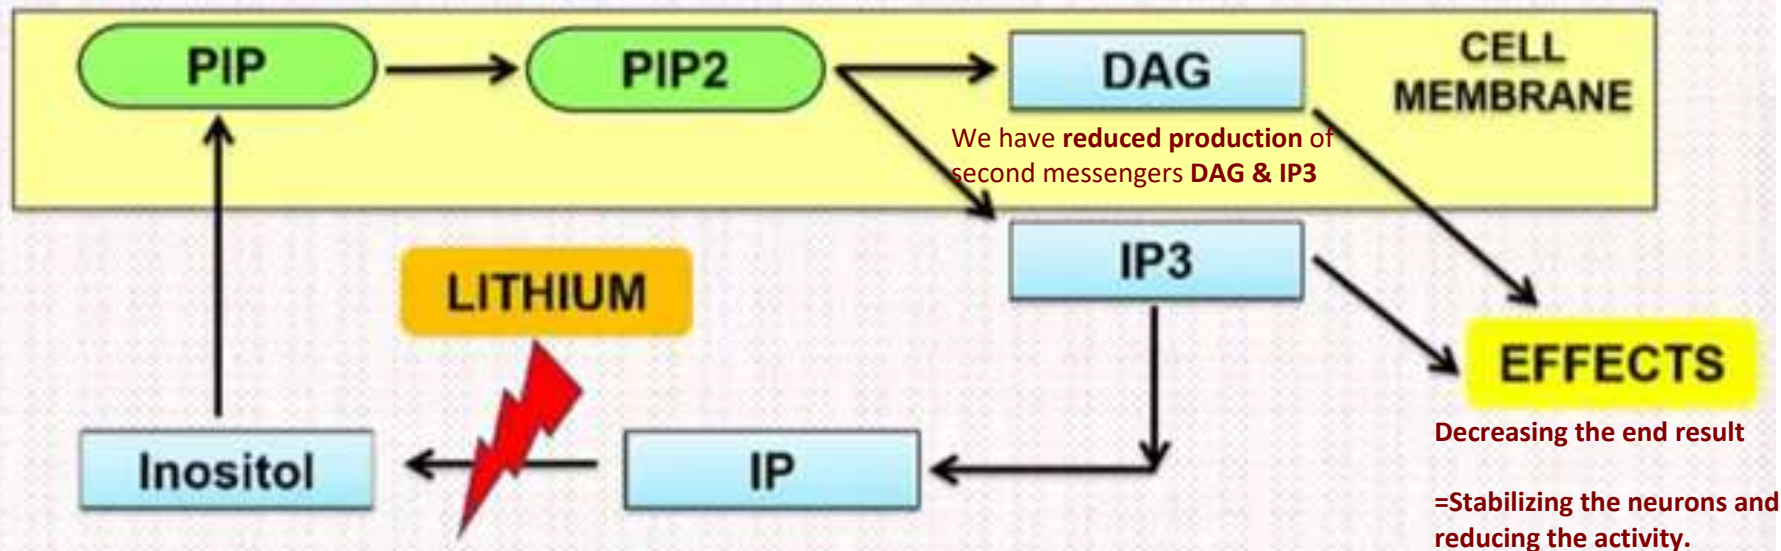 PIP
PIP2
DAG
CELL
MEMBRANE
We have reduced production of
second messengers DAG & IP3
IP3
LITHIUM
EFFECTS
Inositol
IP
Decreasing the end result
=Stabilizing the neurons and
reducing the activity.